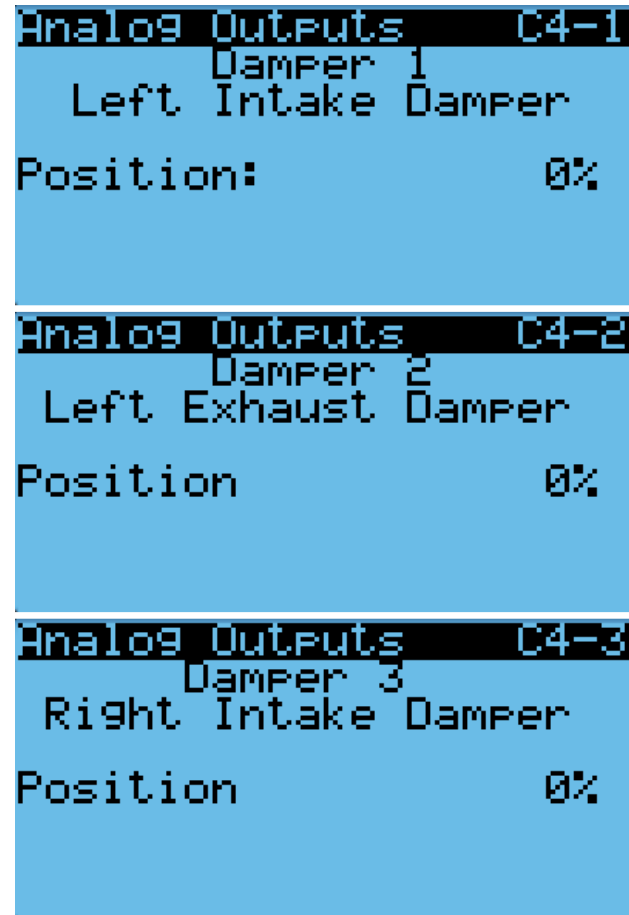 Analog Outputs C4-1
Damper 1
Left Intake Damper
Position: 0%
Analog Outputs C4-2
Damper 2
Left Exhaust Damper
Position 0%
Analog Outputs C4-3
Damper 3
Right Intake Damper
Position 0%